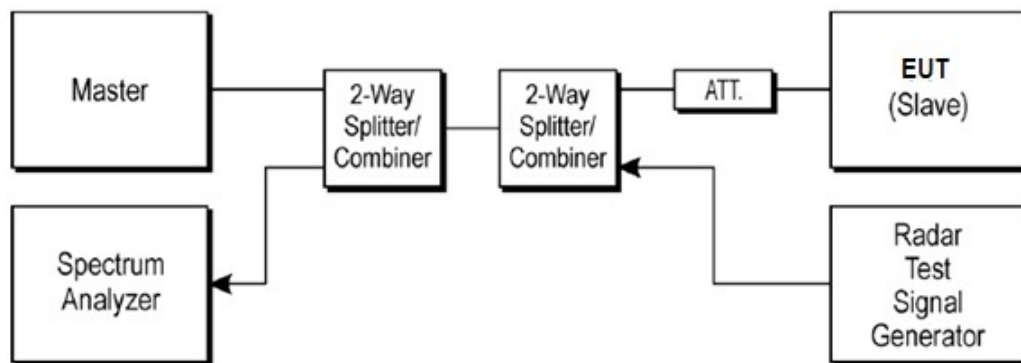 Master
2-Way
Splitter/
Combiner
2-Way
Splitter/
Combiner
ATT.
EUT
(Slave)
Spectrum
Analyzer
Radar
Test
Signal
Generator